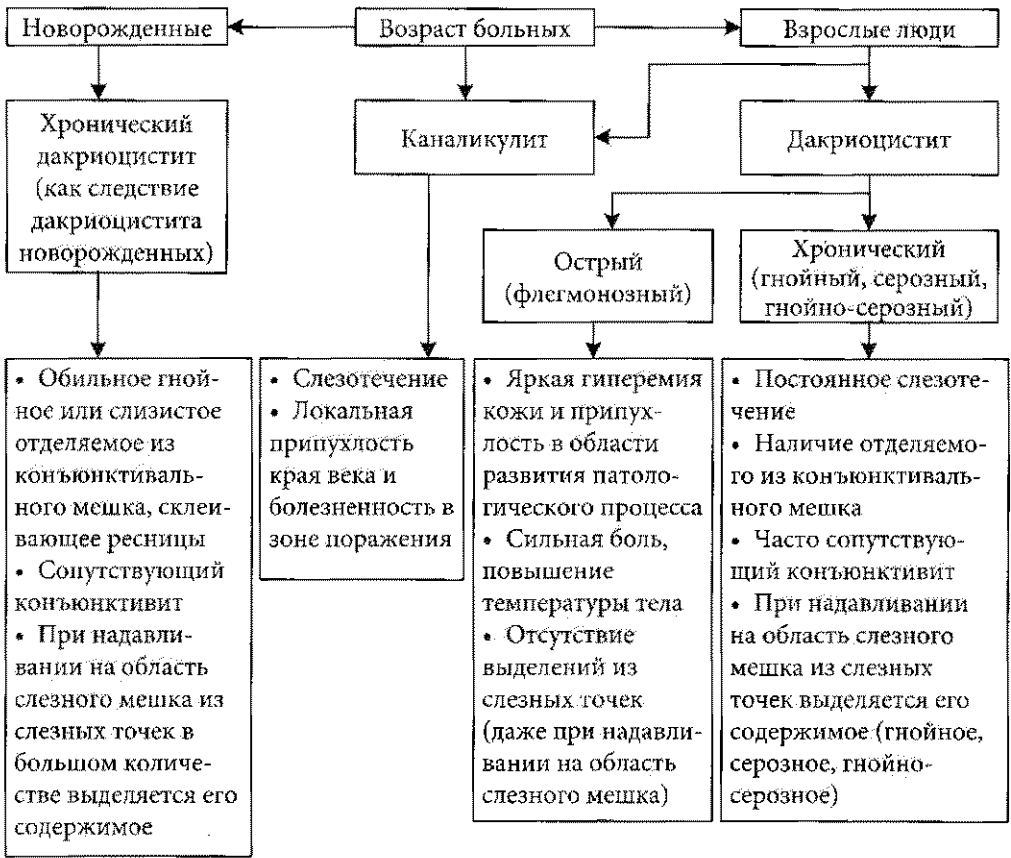 Новорожденные
Возраст больных
Взрослые люди
Хронический
дакриоцистит
(как следствие
дакриоцистита
новорожденных)
Каналикулит
Дакриоцистит
Острый
(флегмонозный)
Хронический
(гнойный, серозный,
гнойно-серозный)
• Обильное гной-
ное или слизистое
отделяемое из
конъюнктиваль-
ного мешка, склеи-
вающее ресницы
• Сопутствующий
конъюнктивит
• При надавли-
вании на область
слезного мешка из
слезных точек в
большом количе-
стве выделяется его
содержимое
• Слезотечение
• Локальная
припухлость
края века и
болезненность в
зоне поражения
• Яркая гиперемия
кожи и припух-
лость в области
развития патоло-
гического процесса
• Сильная боль,
повышение
температуры тела
• Отсутствие
выделений из
слезных точек
(даже при надавли-
вании на область
слезного мешка)
• Постоянное слезоте-
чение
• Наличие отделяемо-
го из конъюнктиваль-
ного мешка
• Часто сопутствую-
щий конъюнктивит
• При надавливании
на область слезного
мешка из слезных
точек выделяется его
содержимое (гнойное,
серозное, гнойно-
серозное)